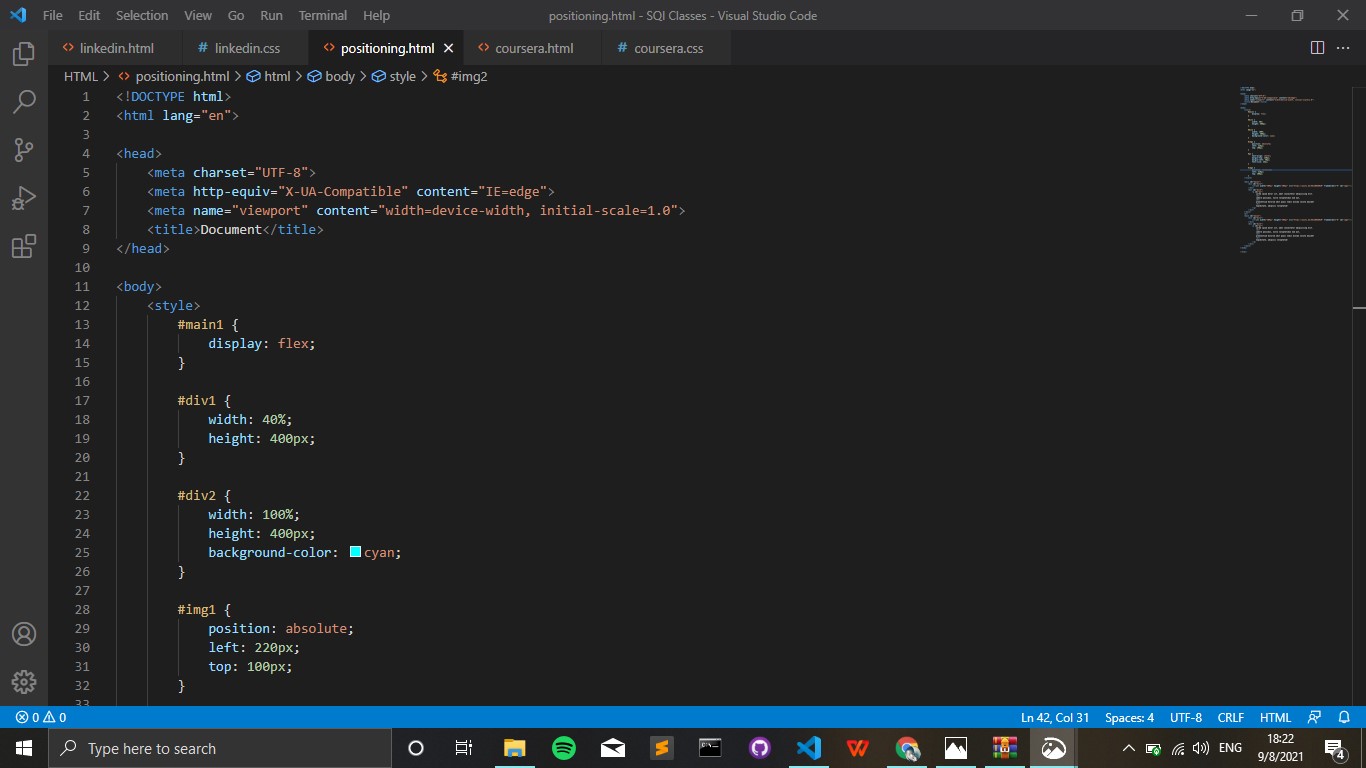 File Edit Selection View Go Run Terminal Help positioning.html - SQI Classes - Visual Studio Code
linkedin.html # linkedin.css positioning.html coursera.html # coursera.css
HTML > positioning.html > html > body > style > #img2
1 <!DOCTYPE html>
2 <html lang="en">
3
4 <head>
5 <meta charset="UTF-8">
6 <meta http-equiv="X-UA-Compatible" content="IE=edge">
7 <meta name="viewport" content="width=device-width, initial-scale=1.0">
8 <title>Document</title>
9 </head>
10
11 <body>
12 <style>
13 #main1 {
14 display: flex;
15 }
16
17 #div1 {
18 width: 40%;
19 height: 400px;
20 }
21
22 #div2 {
23 width: 100%;
24 height: 400px;
25 background-color: cyan;
26 }
27
28 #img1 {
29 position: absolute;
30 left: 220px;
31 top: 100px;
32 }
33
0 0 Ln 42, Col 31 Spaces: 4 UTF-8 CRLF HTML
Type here to search ENG 18:22
9/8/2021 4